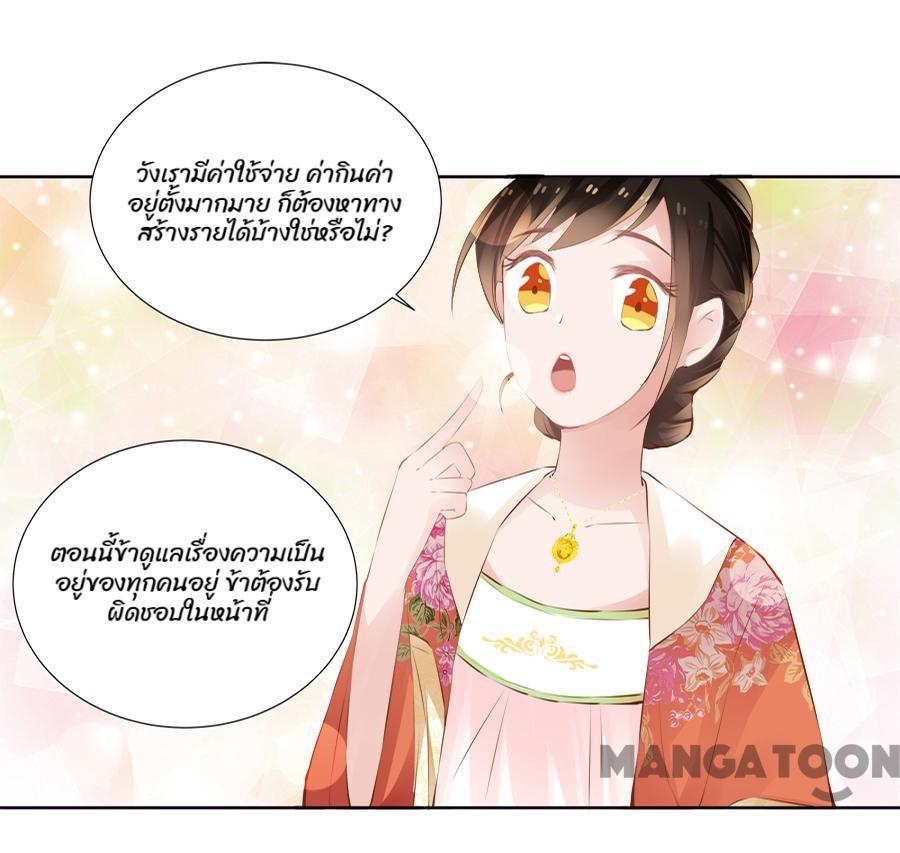 วังเรามีค่าใช้จ่าย ค่ากินค่า
อยู่ตั้งมากมาย ก็ต้องหาทาง
สร้างรายได้บ้างใช่หรือไม่?
ตอนนี้ข้าดูแลเรื่องความเป็น
อยู่ของทุกคนอยู่ ข้าต้องรับ
ผิดชอบในหน้าที่
MANGATOON